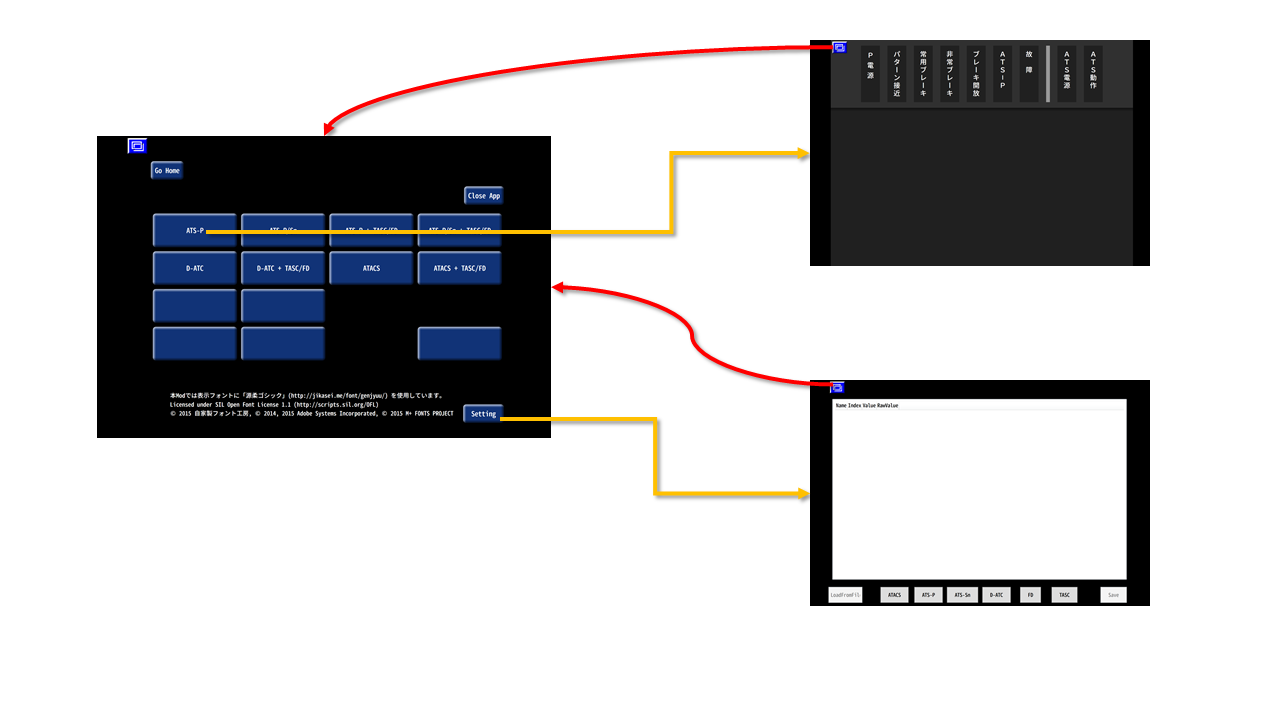 Go Home
Close App
ATS-P
ATS-P/Sn
ATS-P + TASC/FD
ATS-P/Sn + TASC/FD
D-ATC
D-ATC + TASC/FD
ATACS
ATACS + TASC/FD
本Modでは表示フォントに「源柔ゴシック」(http://jikasei.me/font/genjyuu/) を使用しています。
Licensed under SIL Open Font License 1.1 (http://scripts.sil.org/OFL)
© 2015 自家製フォント工房, © 2014, 2015 Adobe Systems Incorporated, © 2015 M+ FONTS PROJECT
Setting
P電源
パターン接近
常用ブレーキ
非常ブレーキ
ブレーキ開放
ATS-P
故障
ATS電源
ATS動作
Name Index Value RawValue
LoadFromFil
ATACS
ATS-P
ATS-Sn
D-ATC
FD
TASC
Save